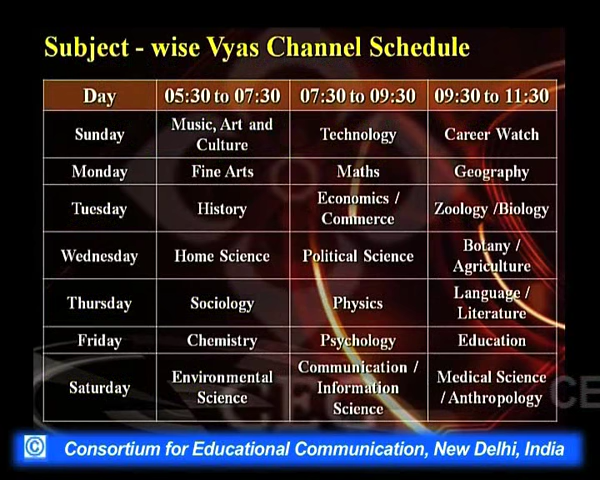 Subject - wise Vyas Channel Schedule
Day 05:30 to 07:30 07:30 to 09:30 09:30 to 11:30
Sunday Music, Art and Culture Technology Career Watch
Monday Fine Arts Maths Geography
Tuesday History Economics / Commerce Zoology /Biology
Wednesday Home Science Political Science Botany / Agriculture
Thursday Sociology Physics Language / Literature
Friday Chemistry Psychology Education
Saturday Environmental Science Communication / Information Science Medical Science / Anthropology
CEC
CE
© Consortium for Educational Communication, New Delhi, India